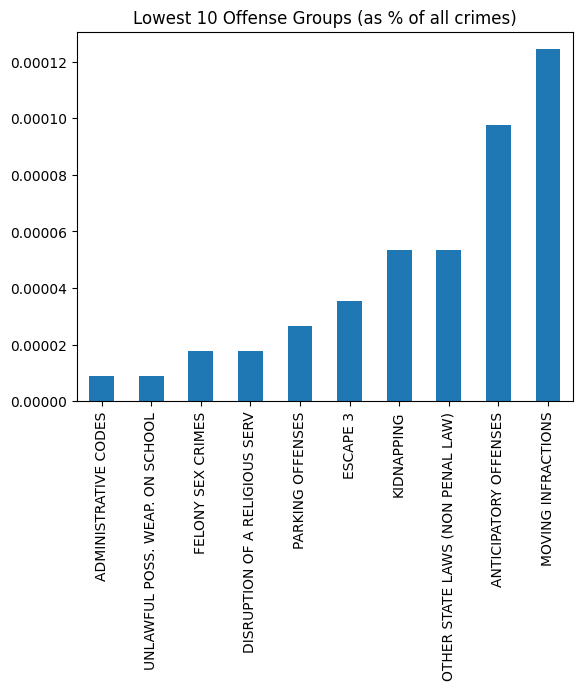 Lowest 10 Offense Groups (as % of all crimes)
0.00012
0.00010
0.00008
0.00006
0.00004
0.00002
0.00000
ADMINISTRATIVE CODES
UNLAWFUL POSS. WEAP. ON SCHOOL
FELONY SEX CRIMES
DISRUPTION OF A RELIGIOUS SERV
PARKING OFFENSES
ESCAPE 3
KIDNAPPING
OTHER STATE LAWS (NON PENAL LAW)
ANTICIPATORY OFFENSES
MOVING INFRACTIONS